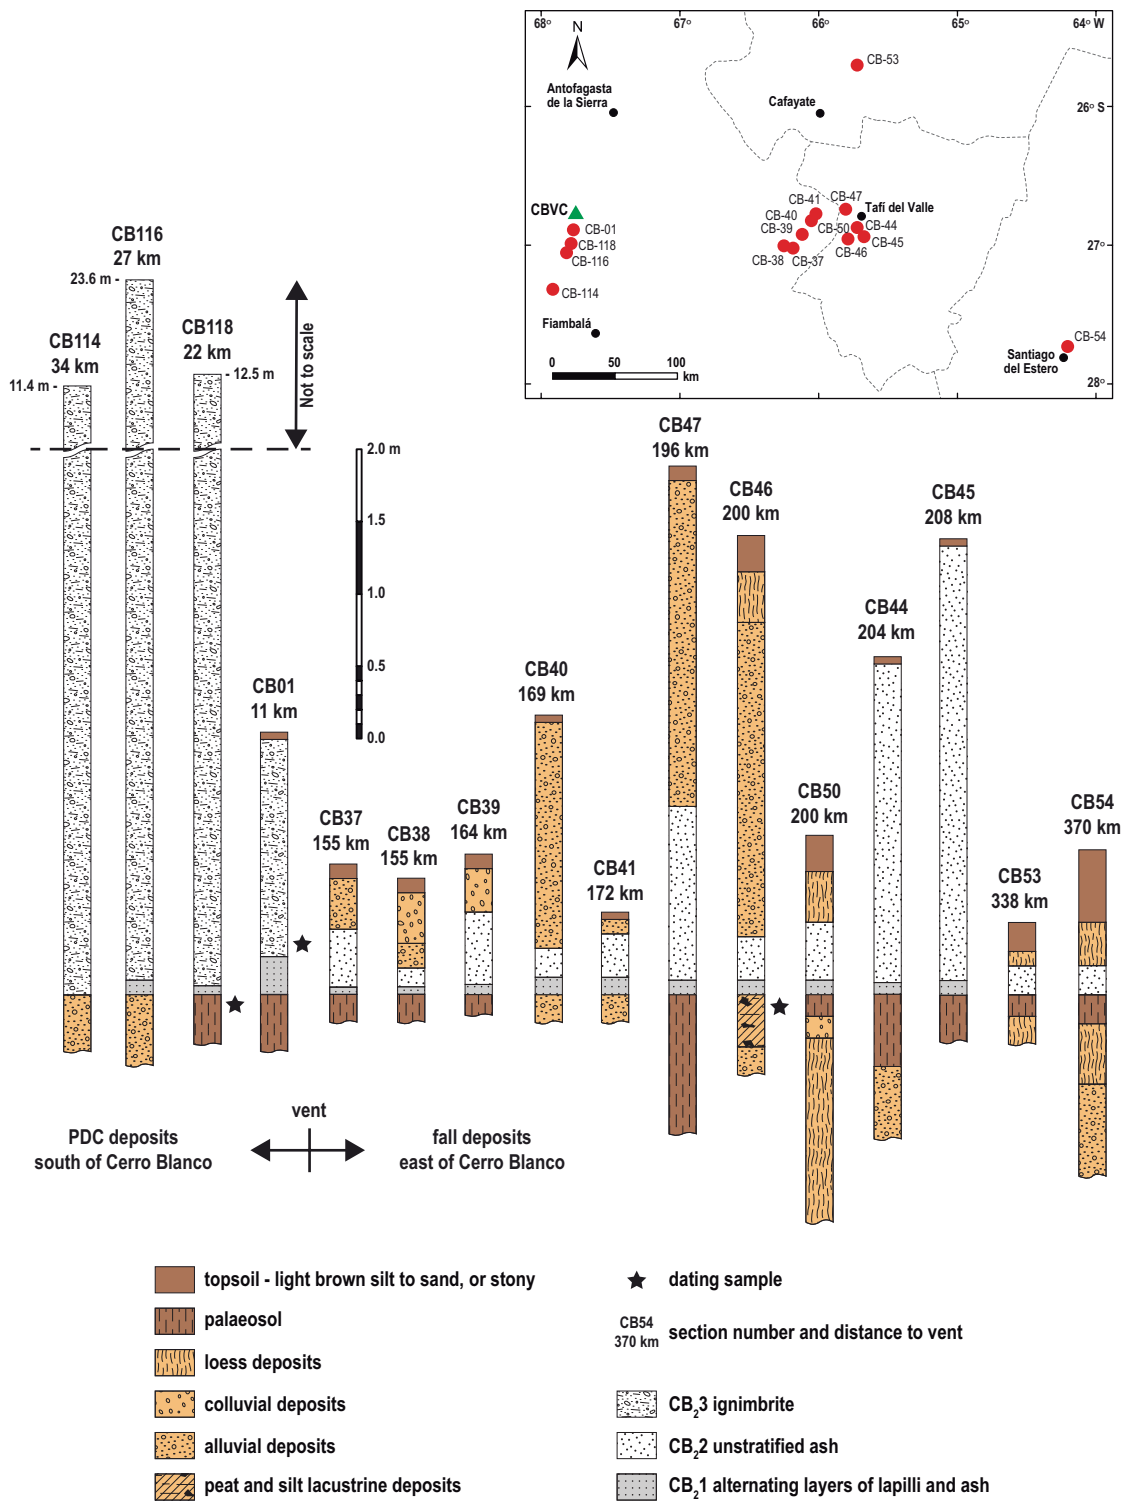 68º
67º
66º
65º
64º W
N
CB-53
Antofagasta
de la Sierra
Cafayate
26º S
CB-41
CB-47
CBVC
CB-40
Tafí del Valle
CB-01
CB-39
CB-50
CB-44
CB-118
CB-45
27º
CB-116
CB-38
CB-37
CB-46
CB-114
Fiambalá
CB-54
Santiago
del Estero
0
50
100
km
28º
CB116
27 km
23.6 m -
CB114
34 km
CB118
22 km
11.4 m -
- 12.5 m
Not to scale
2.0 m
1.5
1.0
0.5
0.0
CB01
11 km
CB37
155 km
CB38
155 km
CB39
164 km
CB40
169 km
CB41
172 km
CB47
196 km
CB46
200 km
CB50
200 km
CB44
204 km
CB45
208 km
CB53
338 km
CB54
370 km
vent
PDC deposits
south of Cerro Blanco
fall deposits
east of Cerro Blanco
topsoil - light brown silt to sand, or stony
palaeosol
loess deposits
colluvial deposits
alluvial deposits
peat and silt lacustrine deposits
dating sample
CB54
370 km
section number and distance to vent
CB₂3 ignimbrite
CB₂2 unstratified ash
CB₂1 alternating layers of lapilli and ash